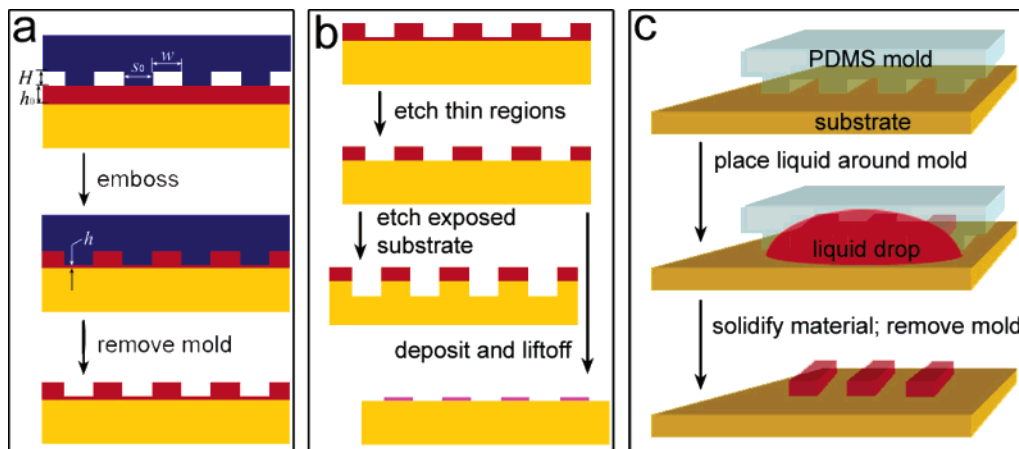 a
H
h₀
s₀
w
emboss
h
remove mold
b
etch thin regions
etch exposed
substrate
deposit and liftoff
c
PDMS mold
substrate
place liquid around mold
liquid drop
solidify material; remove mold